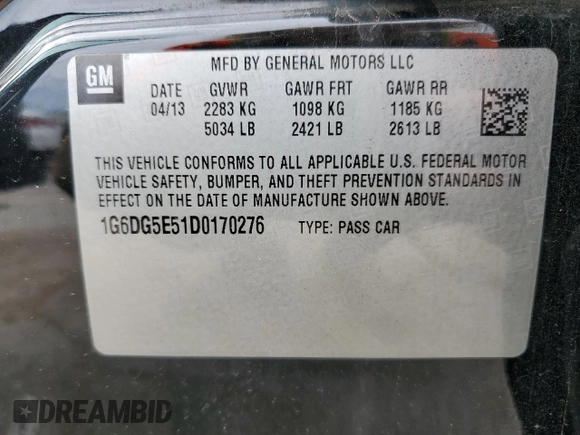 GM
MFD BY GENERAL MOTORS LLC
DATE GVWR GAWR FRT GAWR RR
04/13 2283 KG 1098 KG 1185 KG
5034 LB 2421 LB 2613 LB
THIS VEHICLE CONFORMS TO ALL APPLICABLE U.S. FEDERAL MOTOR
VEHICLE SAFETY, BUMPER, AND THEFT PREVENTION STANDARDS IN
EFFECT ON THE DATE OF MANUFACTURE SHOWN ABOVE.
1G6DG5E51D0170276 TYPE: PASS CAR
DREAMBID